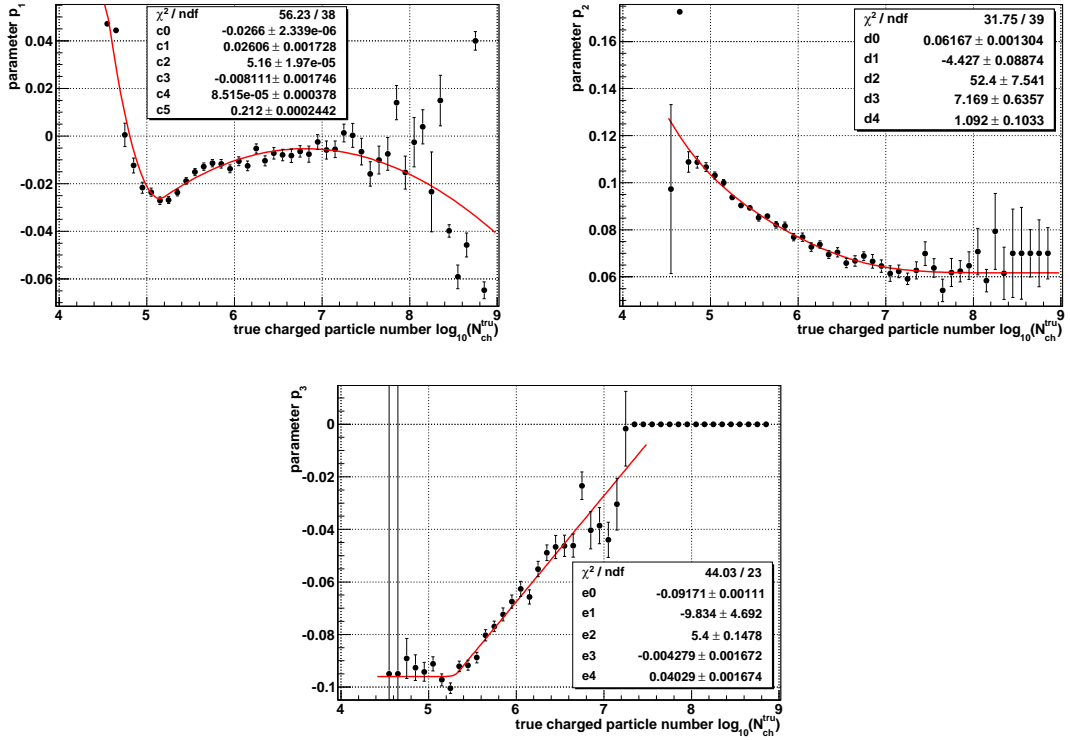 parameter p1
χ² / ndf 56.23 / 38
c0 -0.0266 ± 2.339e-06
c1 0.02606 ± 0.001728
c2 5.16 ± 1.97e-05
c3 -0.008111 ± 0.001746
c4 8.515e-05 ± 0.000378
c5 0.212 ± 0.0002442
0.04
0.02
0
-0.02
-0.04
-0.06
4 5 6 7 8 9
true charged particle number log10(N_ch^tru)
parameter p2
χ² / ndf 31.75 / 39
d0 0.06167 ± 0.001304
d1 -4.427 ± 0.08874
d2 52.4 ± 7.541
d3 7.169 ± 0.6357
d4 1.092 ± 0.1033
0.16
0.14
0.12
0.1
0.08
0.06
4 5 6 7 8 9
true charged particle number log10(N_ch^tru)
parameter p3
0
-0.02
-0.04
-0.06
-0.08
-0.1
χ² / ndf 44.03 / 23
e0 -0.09171 ± 0.00111
e1 -9.834 ± 4.692
e2 5.4 ± 0.1478
e3 -0.004279 ± 0.001672
e4 0.04029 ± 0.001674
4 5 6 7 8 9
true charged particle number log10(N_ch^tru)